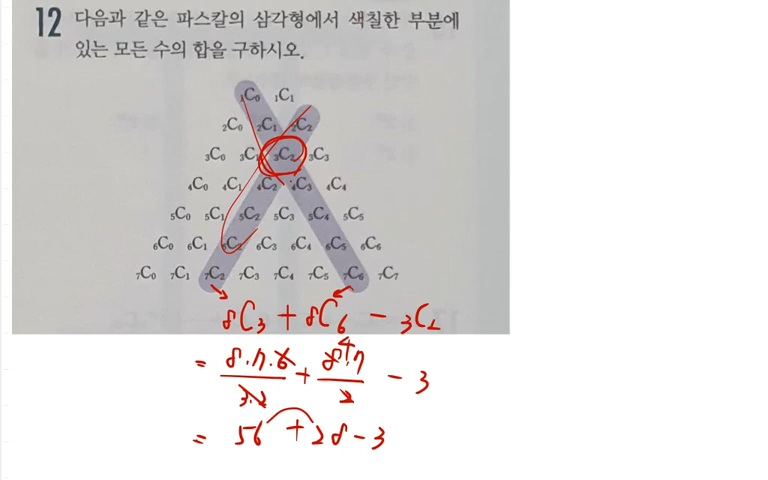 12 다음과 같은 파스칼의 삼각형에서 색칠한 부분에
있는 모든 수의 합을 구하시오.
₁C₀ ₁C₁
₂C₀ ₂C₁ ₂C₂
₃C₀ ₃C₁ ₃C₂ ₃C₃
₄C₀ ₄C₁ ₄C₂ ₄C₃ ₄C₄
₅C₀ ₅C₁ ₅C₂ ₅C₃ ₅C₄ ₅C₅
₆C₀ ₆C₁ ₆C₂ ₆C₃ ₆C₄ ₆C₅ ₆C₆
₇C₀ ₇C₁ ₇C₂ ₇C₃ ₇C₄ ₇C₅ ₇C₆ ₇C₇
₈C₃ + ₈C₆ − ₃C₂
= 8·7·6/3·2 + 8·7/2 − 3
4
= 56 + 28 − 3